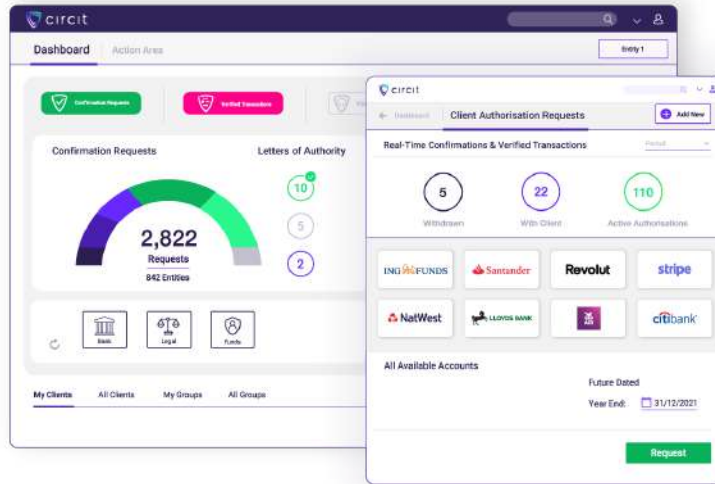 circit
Dashboard
Action Area
Entity 1
Confirmation Requests
Verified Transactions
Confirmation Requests
Letters of Authority
2,822
Requests
842 Entities
10
5
2
Bank
Legal
Funds
My Clients
All Clients
My Groups
All Groups
circit
Dashboard
Client Authorisation Requests
Add New
Real-Time Confirmations & Verified Transactions
Period
5
22
110
Withdrawn
With Client
Active Authorisations
ING FUNDS
Santander
Revolut
stripe
NatWest
LLOYDS BANK
citibank
All Available Accounts
Future Dated
Year End:
31/12/2021
Request